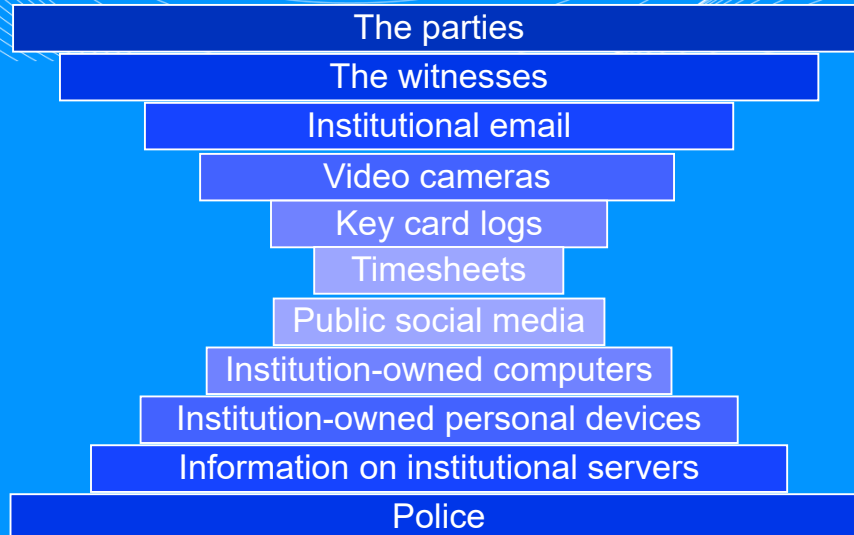 The parties
The witnesses
Institutional email
Video cameras
Key card logs
Timesheets
Public social media
Institution-owned computers
Institution-owned personal devices
Information on institutional servers
Police